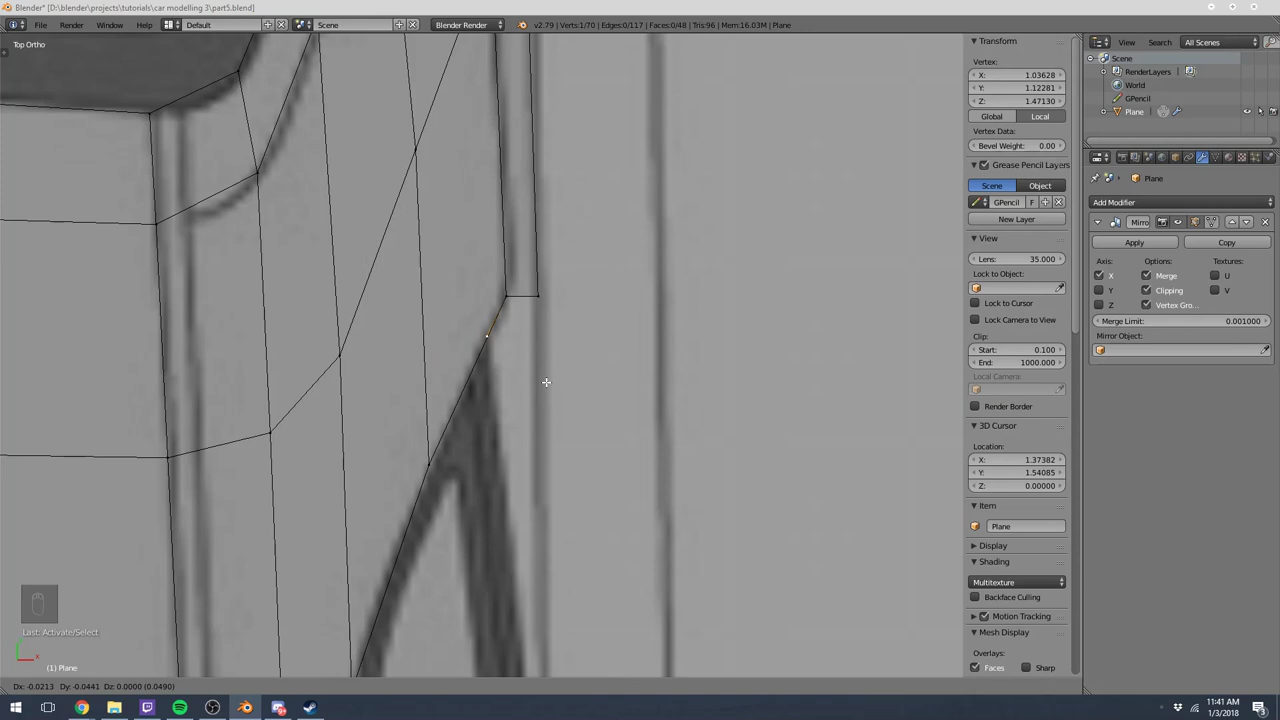 Blender* [D:\blender\projects\tutorials\car modelling 3\part5.blend]
File Render Window Help Default Scene Blender Render v2.79 | Verts:1/70 | Edges:0/117 | Faces:0/48 | Tris:96 | Mem:16.03M | Plane
Top Ortho
Last: Activate/Select
(1) Plane
Dx: -0.0213 Dy: -0.0441 Dz: 0.0000 (0.0490)
Transform
Vertex:
X: 1.03628
Y: 1.12281
Z: 1.47130
Global Local
Vertex Data:
Bevel Weight: 0.00
Grease Pencil Layers
Scene Object
GPencil F
New Layer
View
Lens: 35.000
Lock to Object:
Lock to Cursor
Lock Camera to View
Clip:
Start: 0.100
End: 1000.000
Local Camera:
Render Border
3D Cursor
Location:
X: 1.37382
Y: 1.54085
Z: 0.00000
Item
Plane
Display
Shading
Multitexture
Backface Culling
Motion Tracking
Mesh Display
Overlays:
Faces Sharp
View Search All Scenes
Scene
RenderLayers
World
GPencil
Plane
Plane
Add Modifier
Mirro
Apply Copy
Axis: Options: Textures:
X Merge U
Y Clipping V
Z Vertex Gro...
Merge Limit: 0.001000
Mirror Object:
11:41 AM
1/3/2018
3